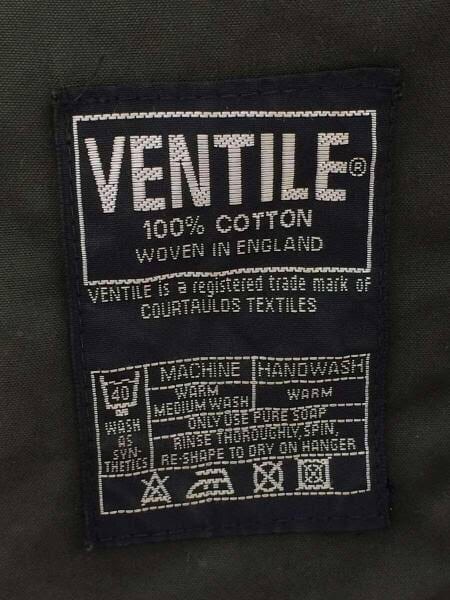 VENTILE®
100% COTTON
WOVEN IN ENGLAND
VENTILE is a registered trade mark of
COURTAULDS TEXTILES
40
WASH
AS
SYN-
THETICS
MACHINE
HANDWASH
WARM
MEDIUM WASH
WARM
ONLY USE PURE SOAP
RINSE THOROUGHLY, SPIN,
RE-SHAPE TO DRY ON HANGER